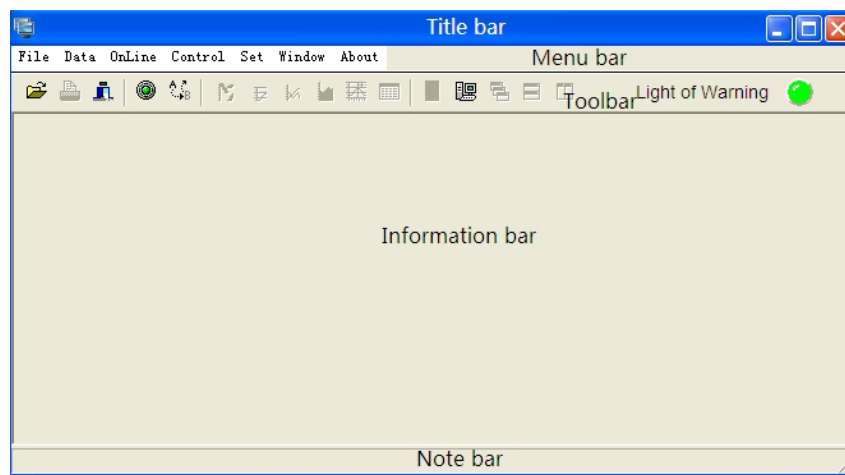 Title bar
File Data OnLine Control Set Window About Menu bar
Toolbar Light of Warning
Information bar
Note bar